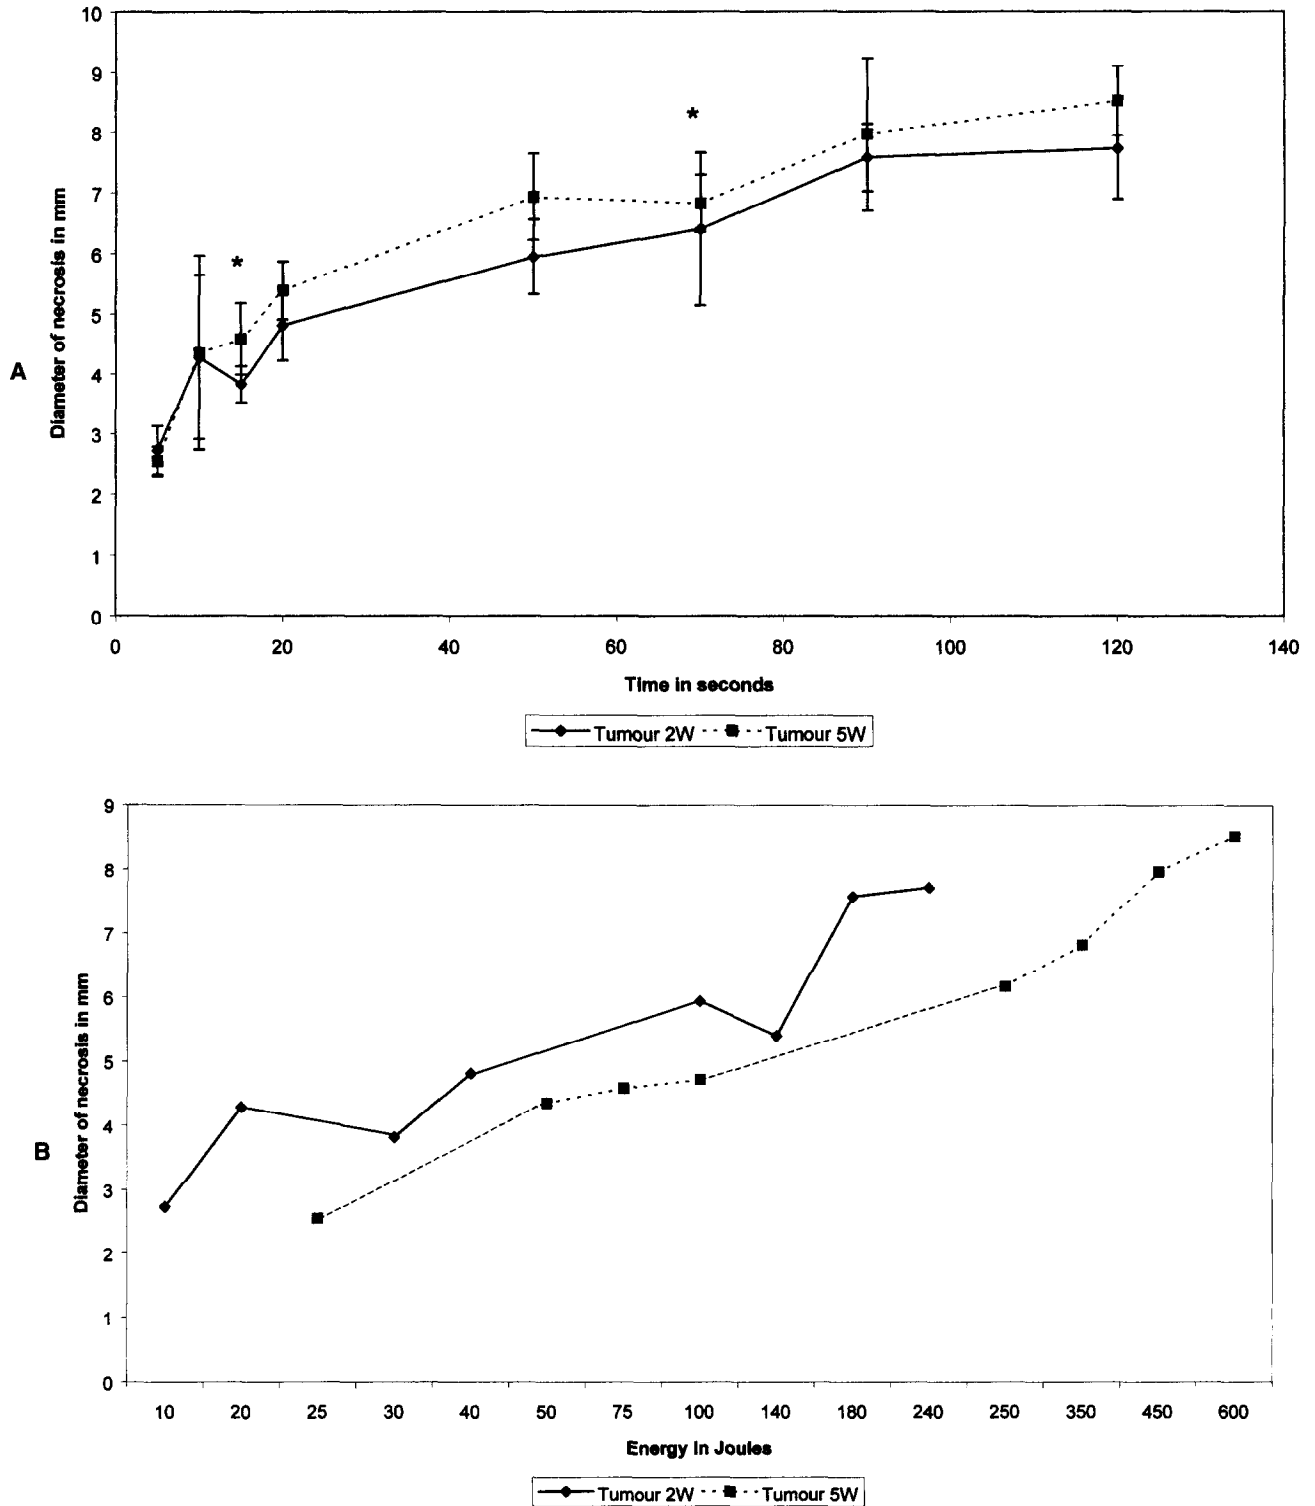 10
9
8
7
6
5
4
3
2
1
0
*
*
A
Diameter of necrosis in mm
0 20 40 60 80 100 120 140
Time in seconds
Tumour 2W Tumour 5W
9
8
7
6
5
4
3
2
1
0
B
Diameter of necrosis in mm
10 20 25 30 40 50 75 100 140 180 240 250 350 450 600
Energy in Joules
Tumour 2W Tumour 5W